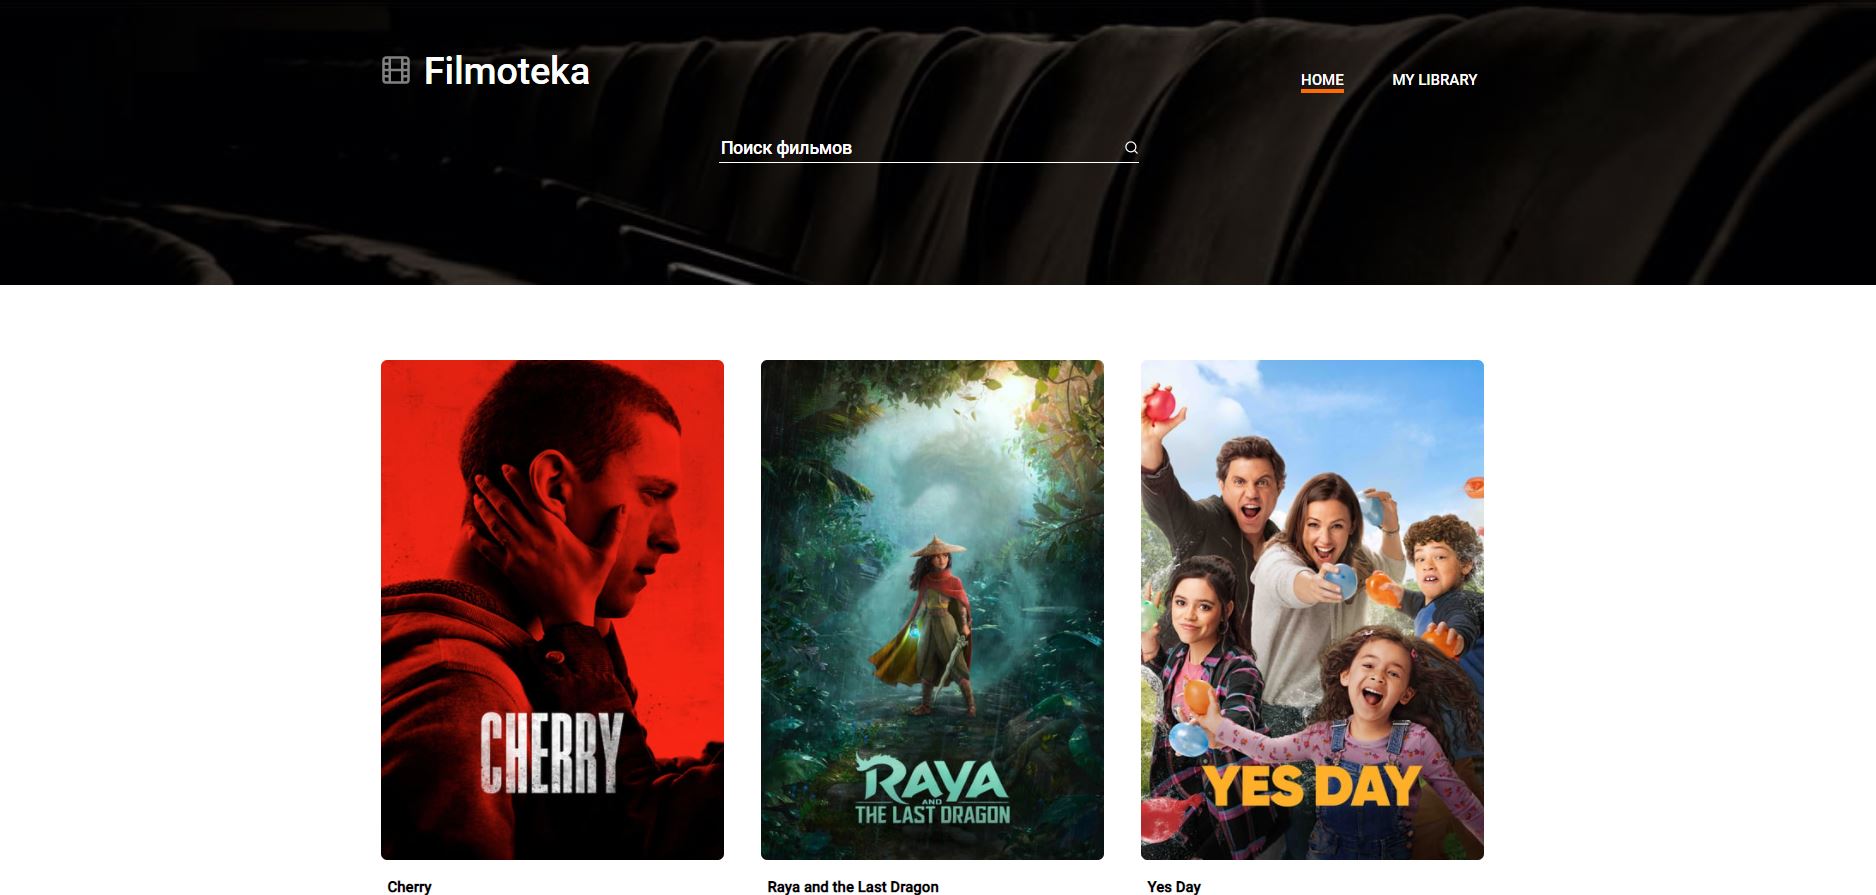 Filmoteka
HOME
MY LIBRARY
Поиск фильмов
CHERRY
RAYA
AND
THE LAST DRAGON
YES DAY
Cherry
Raya and the Last Dragon
Yes Day